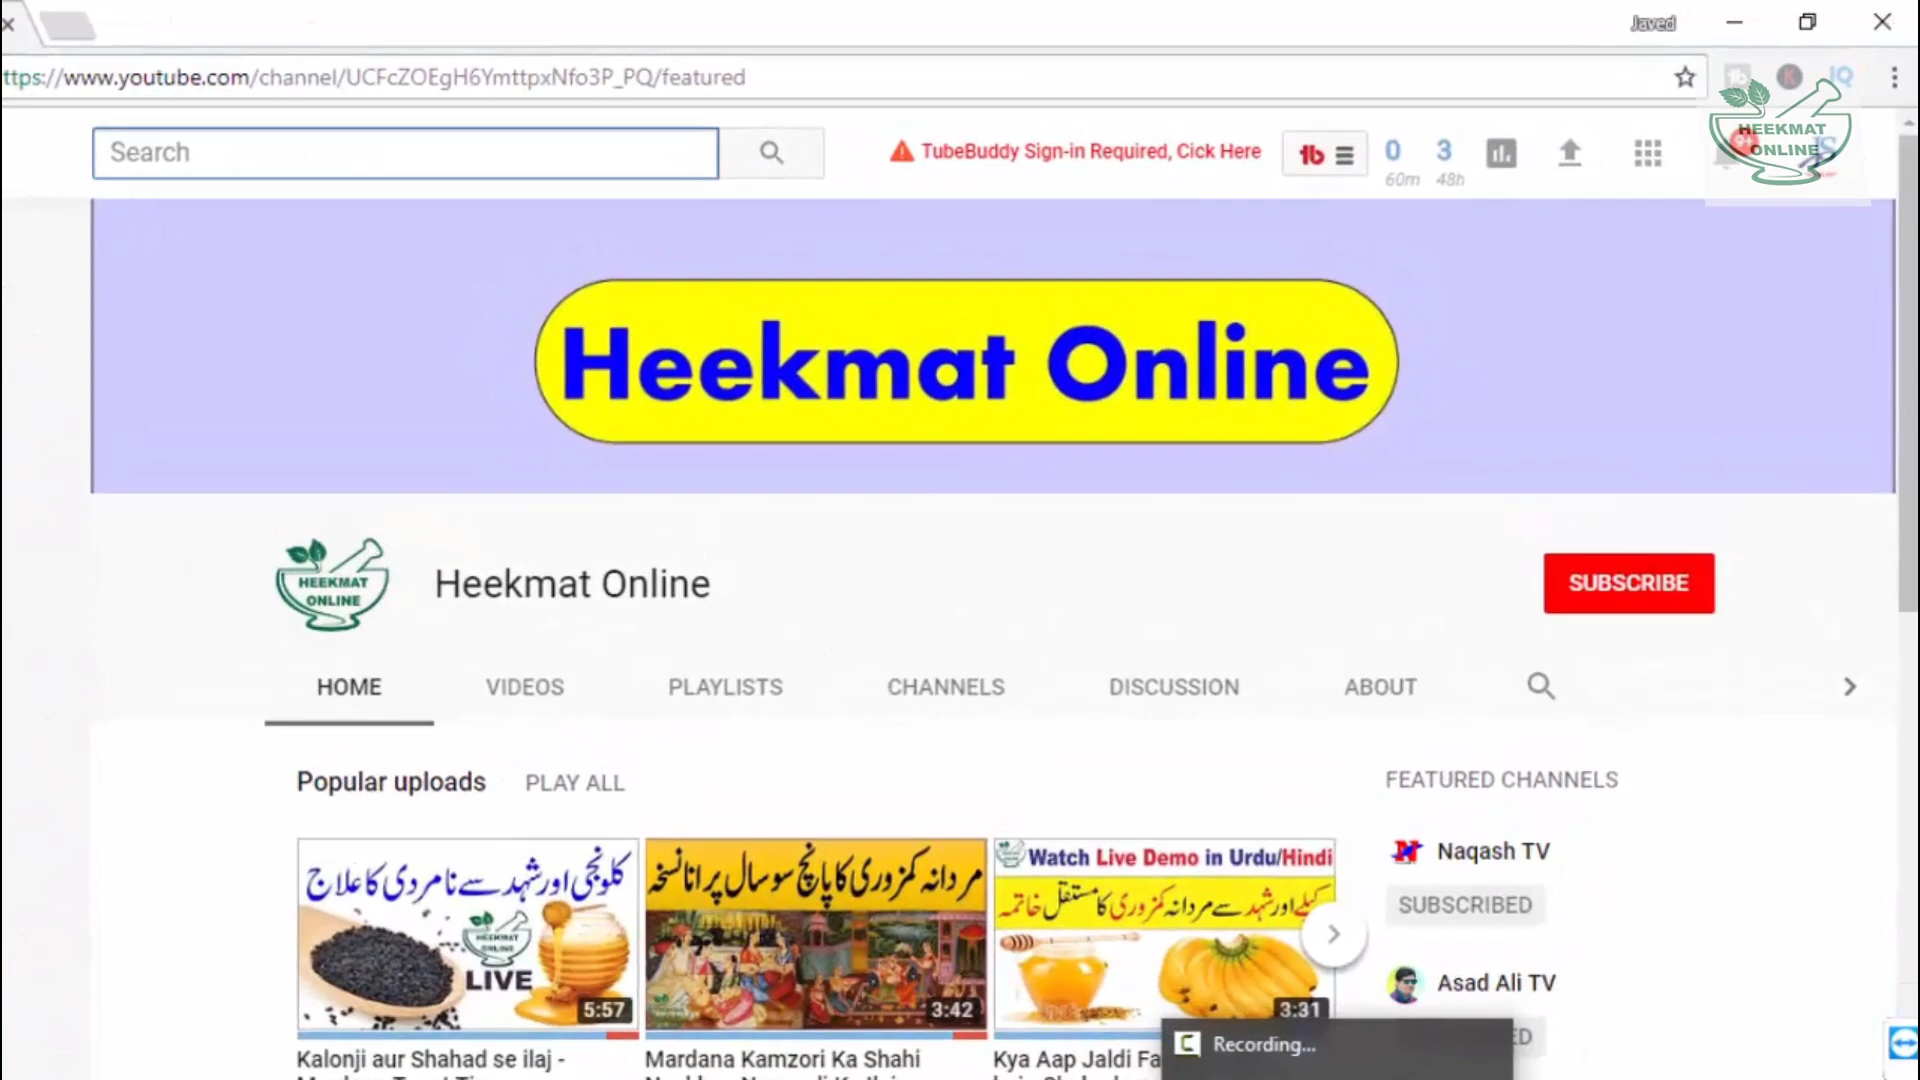 Javed
ttps://www.youtube.com/channel/UCFcZOEgH6YmttpxNfo3P_PQ/featured
Search
TubeBuddy Sign-in Required, Cick Here
0
60m
3
48h
9+
HEEKMAT
ONLINE
Heekmat Online
HEEKMAT
ONLINE
Heekmat Online
SUBSCRIBE
HOME
VIDEOS
PLAYLISTS
CHANNELS
DISCUSSION
ABOUT
Popular uploads
PLAY ALL
FEATURED CHANNELS
کلونجی اور شہد سے نامردی کا علاج
HEEKMAT
ONLINE
LIVE
5:57
مردانہ کمزوری کا پانچ سو سال پرانا نسخہ
3:42
Watch Live Demo in Urdu/Hindi
کیلے اور شہد سے مردانہ کمزوری کا مستقل خاتمہ
3:31
Naqash TV
SUBSCRIBED
Asad Ali TV
ED
Kalonji aur Shahad se ilaj -
Mardana Kamzori Ka Shahi
Kya Aap Jaldi Fa
Recording...